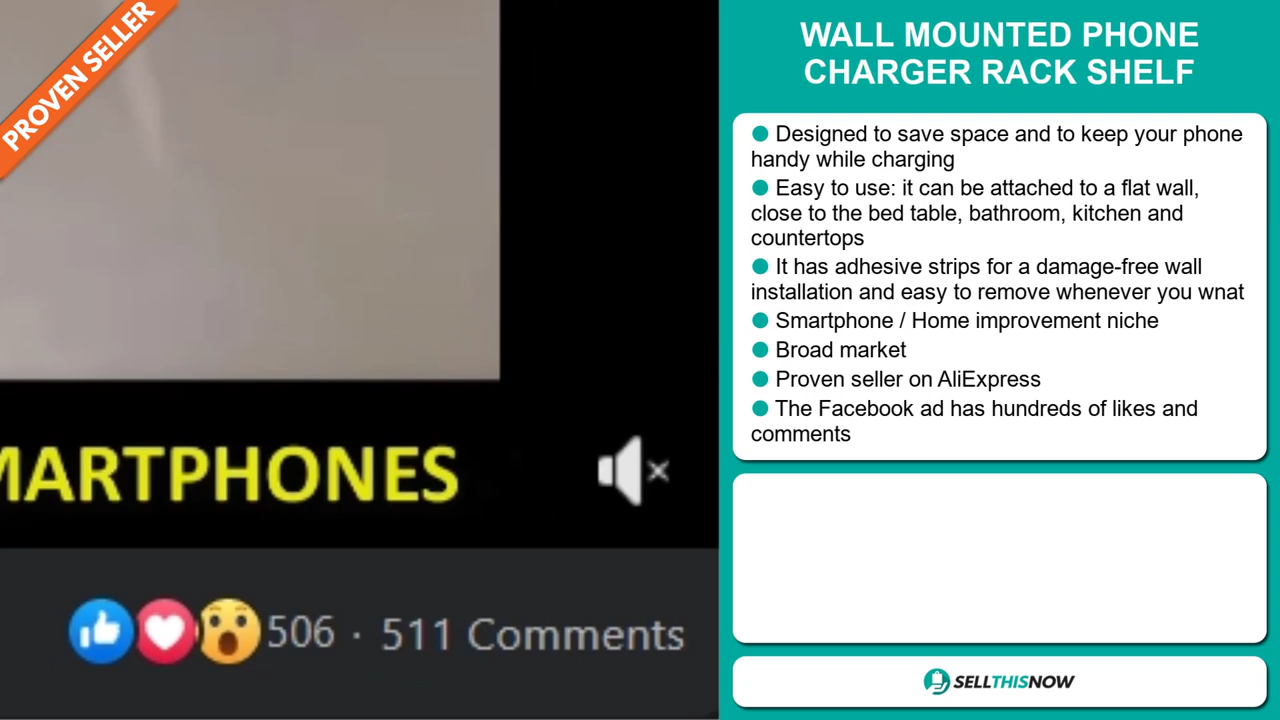 PROVEN SELLER
MARTPHONES
506 · 511 Comments
WALL MOUNTED PHONE
CHARGER RACK SHELF
● Designed to save space and to keep your phone
handy while charging
● Easy to use: it can be attached to a flat wall,
close to the bed table, bathroom, kitchen and
countertops
● It has adhesive strips for a damage-free wall
installation and easy to remove whenever you wnat
● Smartphone / Home improvement niche
● Broad market
● Proven seller on AliExpress
● The Facebook ad has hundreds of likes and
comments
SELLTHISNOW